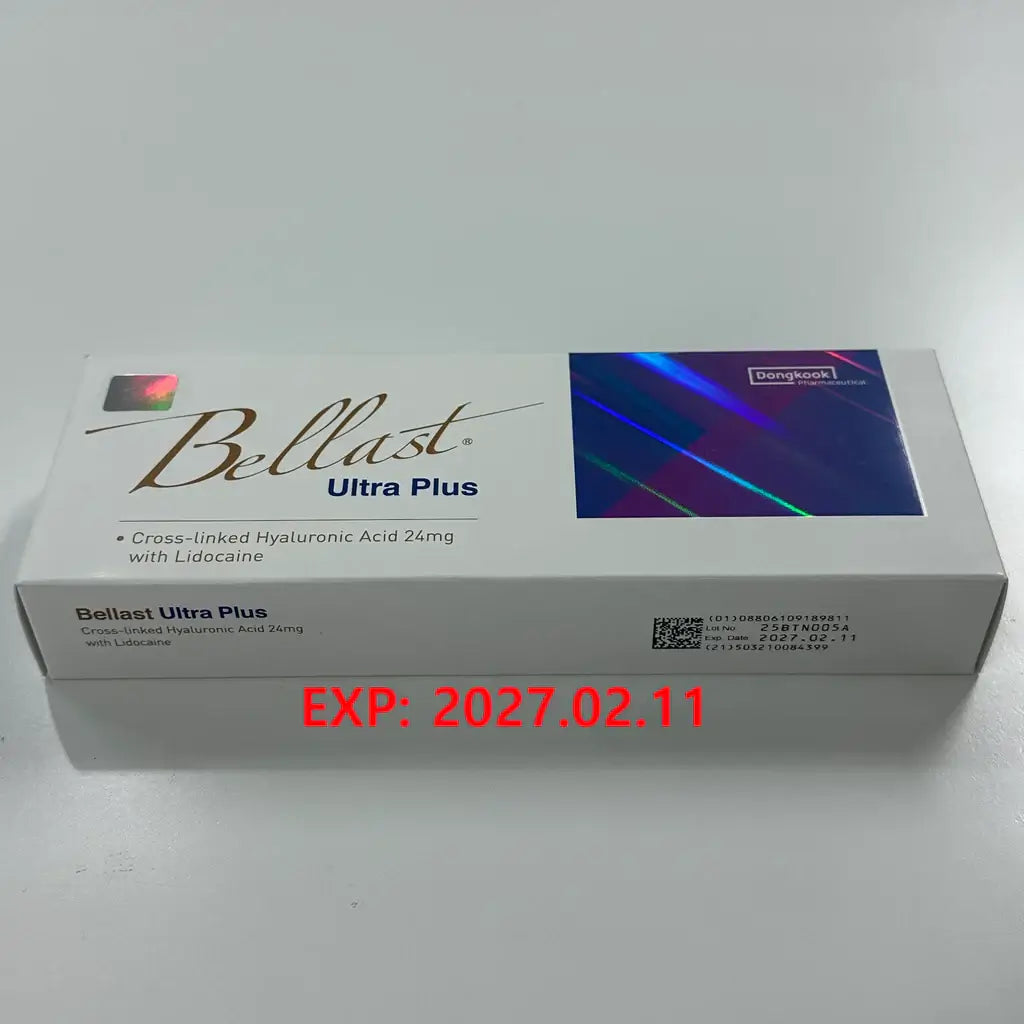 Bellast®
Ultra Plus
Dongkook
Pharmaceutical
• Cross-linked Hyaluronic Acid 24mg
with Lidocaine
Bellast Ultra Plus
Cross-linked Hyaluronic Acid 24mg
with Lidocaine
(01)08806109189811
Lot No. 25BTN005A
Exp. Date 2027.02.11
(21)503210084399
EXP: 2027.02.11